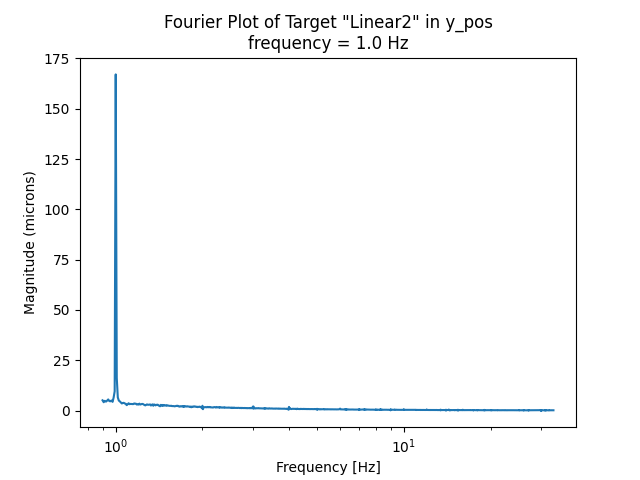 Fourier Plot of Target "Linear2" in y_pos
frequency = 1.0 Hz
175
150
125
100
75
50
25
0
Magnitude (microns)
10⁰
10¹
Frequency [Hz]